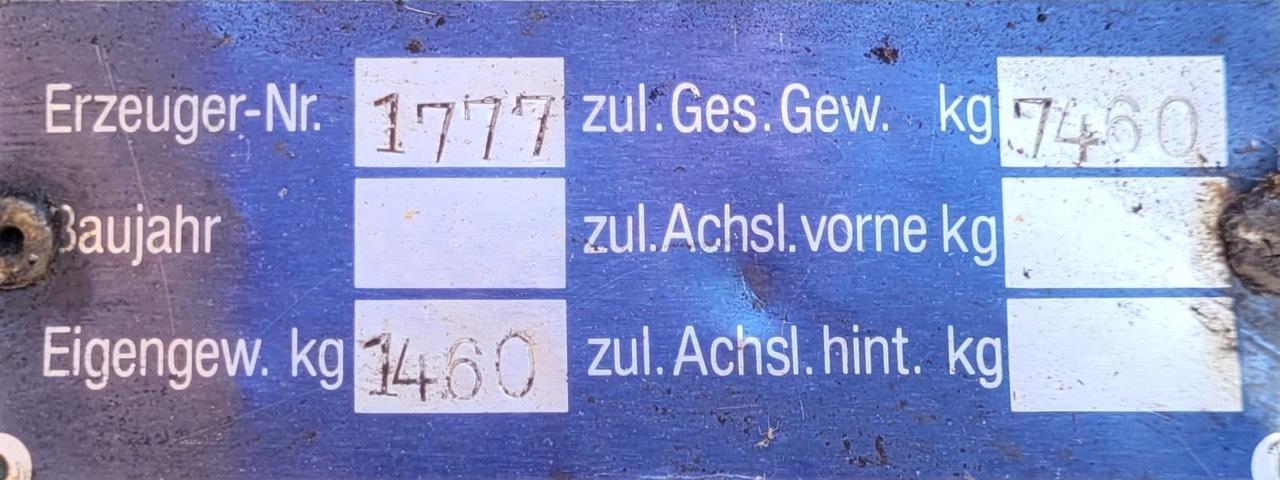 Erzeuger-Nr. 1777 zul.Ges.Gew. kg 7460
Baujahr zul.Achsl.vorne kg
Eigengew. kg 1460 zul.Achsl.hint. kg